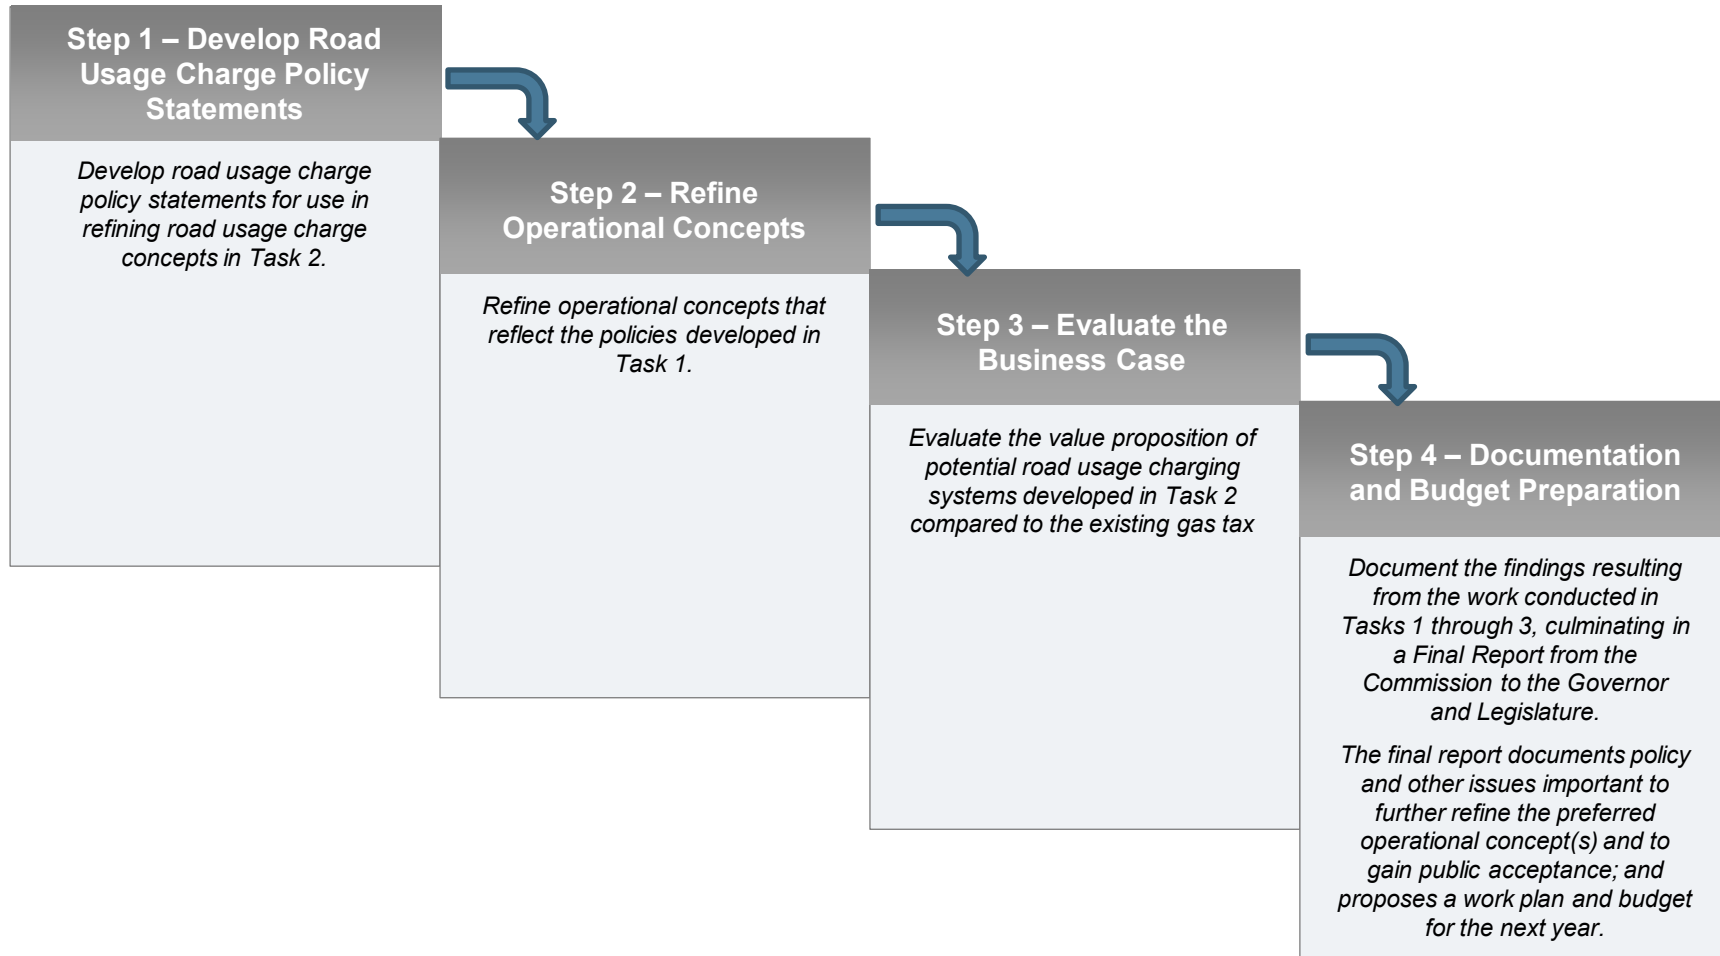 Step 1 – Develop Road
Usage Charge Policy
Statements
Develop road usage charge
policy statements for use in
refining road usage charge
concepts in Task 2.
Step 2 – Refine
Operational Concepts
Refine operational concepts that
reflect the policies developed in
Task 1.
Step 3 – Evaluate the
Business Case
Evaluate the value proposition of
potential road usage charging
systems developed in Task 2
compared to the existing gas tax
Step 4 – Documentation
and Budget Preparation
Document the findings resulting
from the work conducted in
Tasks 1 through 3, culminating in
a Final Report from the
Commission to the Governor
and Legislature.
The final report documents policy
and other issues important to
further refine the preferred
operational concept(s) and to
gain public acceptance; and
proposes a work plan and budget
for the next year.